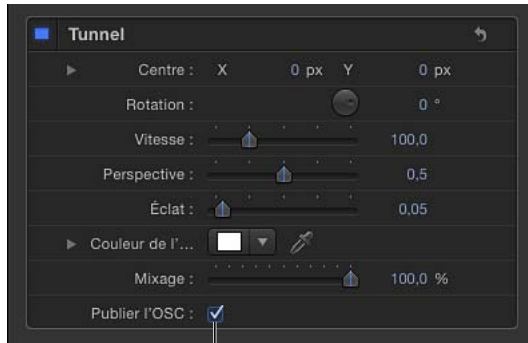 Tunnel
Centre : X 0 px Y 0 px
Rotation : 0 °
Vitesse : 100,0
Perspective : 0,5
Éclat : 0,05
Couleur de l'...
Mixage : 100,0 %
Publier l'OSC :